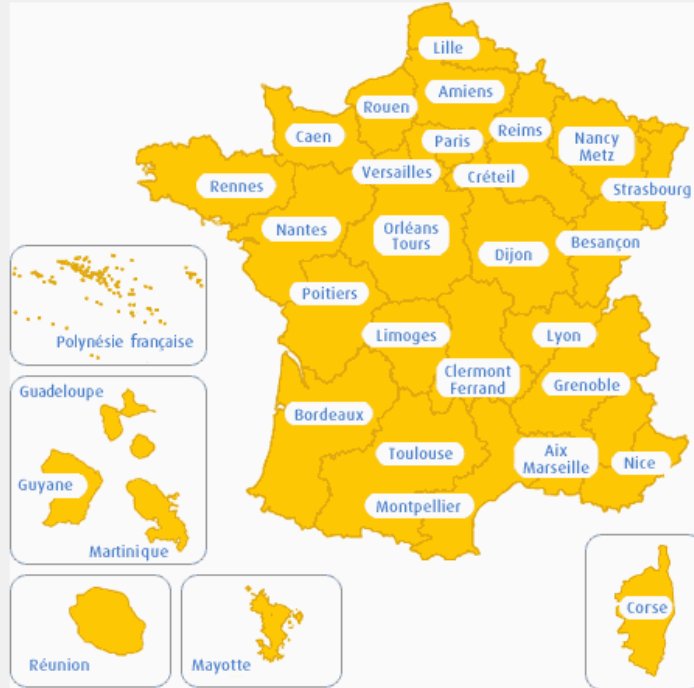 Lille
Amiens
Rouen
Caen
Paris
Reims
Nancy
Metz
Versailles
Créteil
Strasbourg
Rennes
Nantes
Orléans
Tours
Dijon
Besançon
Poitiers
Limoges
Lyon
Clermont
Ferrand
Grenoble
Bordeaux
Toulouse
Aix
Marseille
Nice
Montpellier
Polynésie française
Guadeloupe
Guyane
Martinique
Réunion
Mayotte
Corse